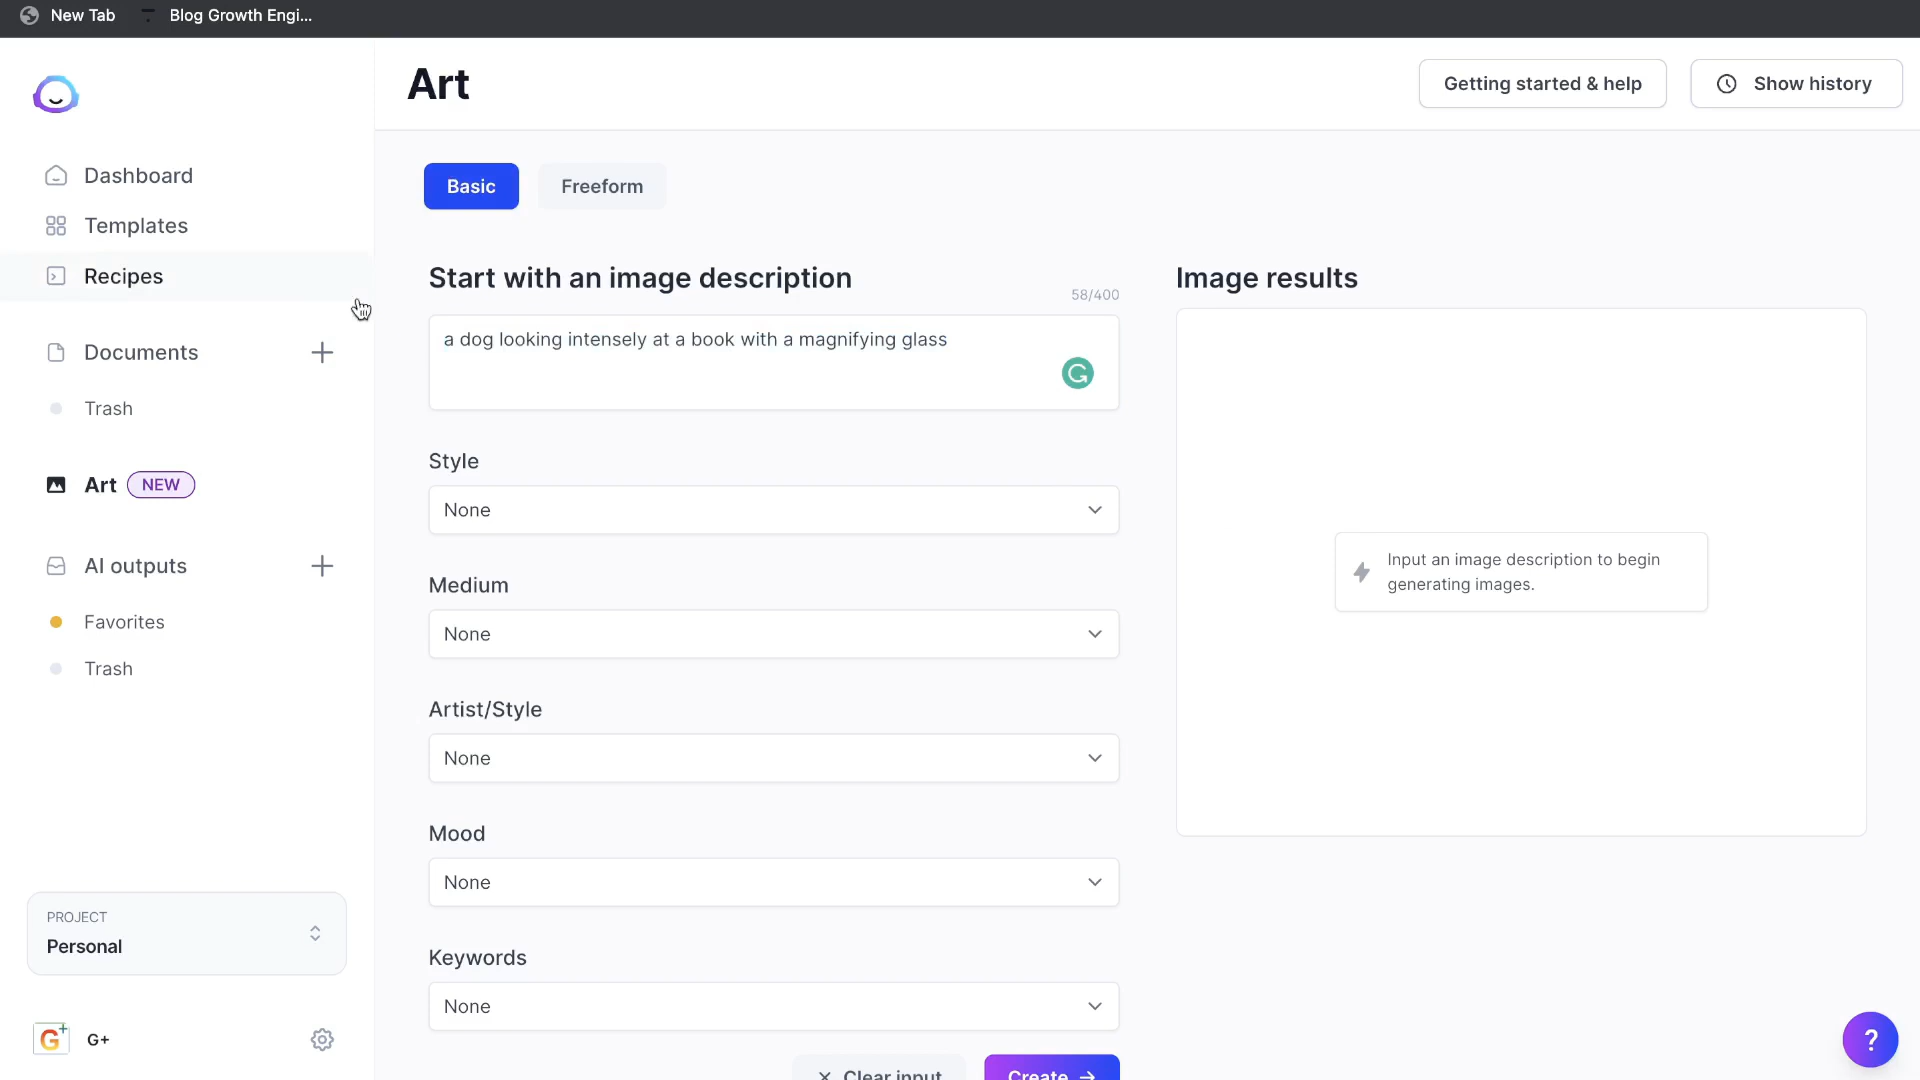 New Tab
Blog Growth Engi...
Art
Getting started & help
Show history
Dashboard
Templates
Recipes
Documents
Trash
Art NEW
AI outputs
Favorites
Trash
PROJECT
Personal
G+
Basic
Freeform
Start with an image description
58/400
a dog looking intensely at a book with a magnifying glass
Style
None
Medium
None
Artist/Style
None
Mood
None
Keywords
None
Clear input
Create
Image results
Input an image description to begin
generating images.
?